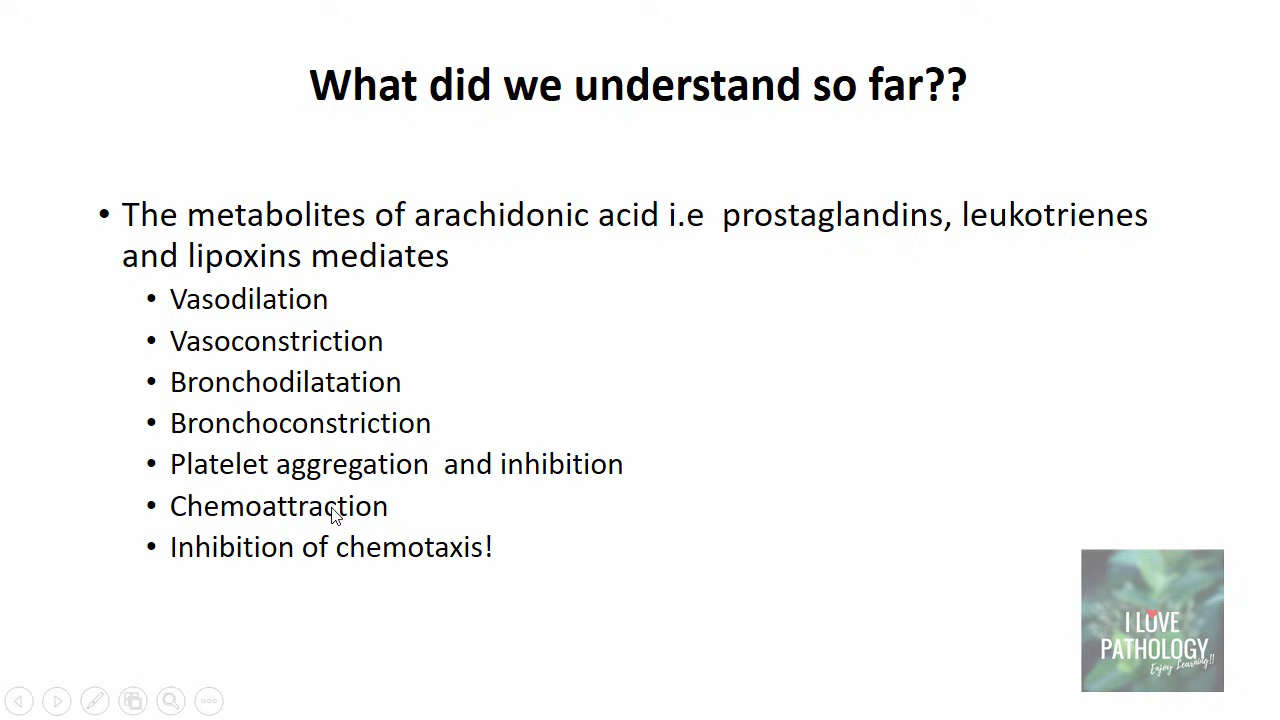 What did we understand so far??
• The metabolites of arachidonic acid i.e  prostaglandins, leukotrienes
and lipoxins mediates
• Vasodilation
• Vasoconstriction
• Bronchodilatation
• Bronchoconstriction
• Platelet aggregation  and inhibition
• Chemoattraction
• Inhibition of chemotaxis!
I LOVE
PATHOLOGY
Enjoy Learning!!